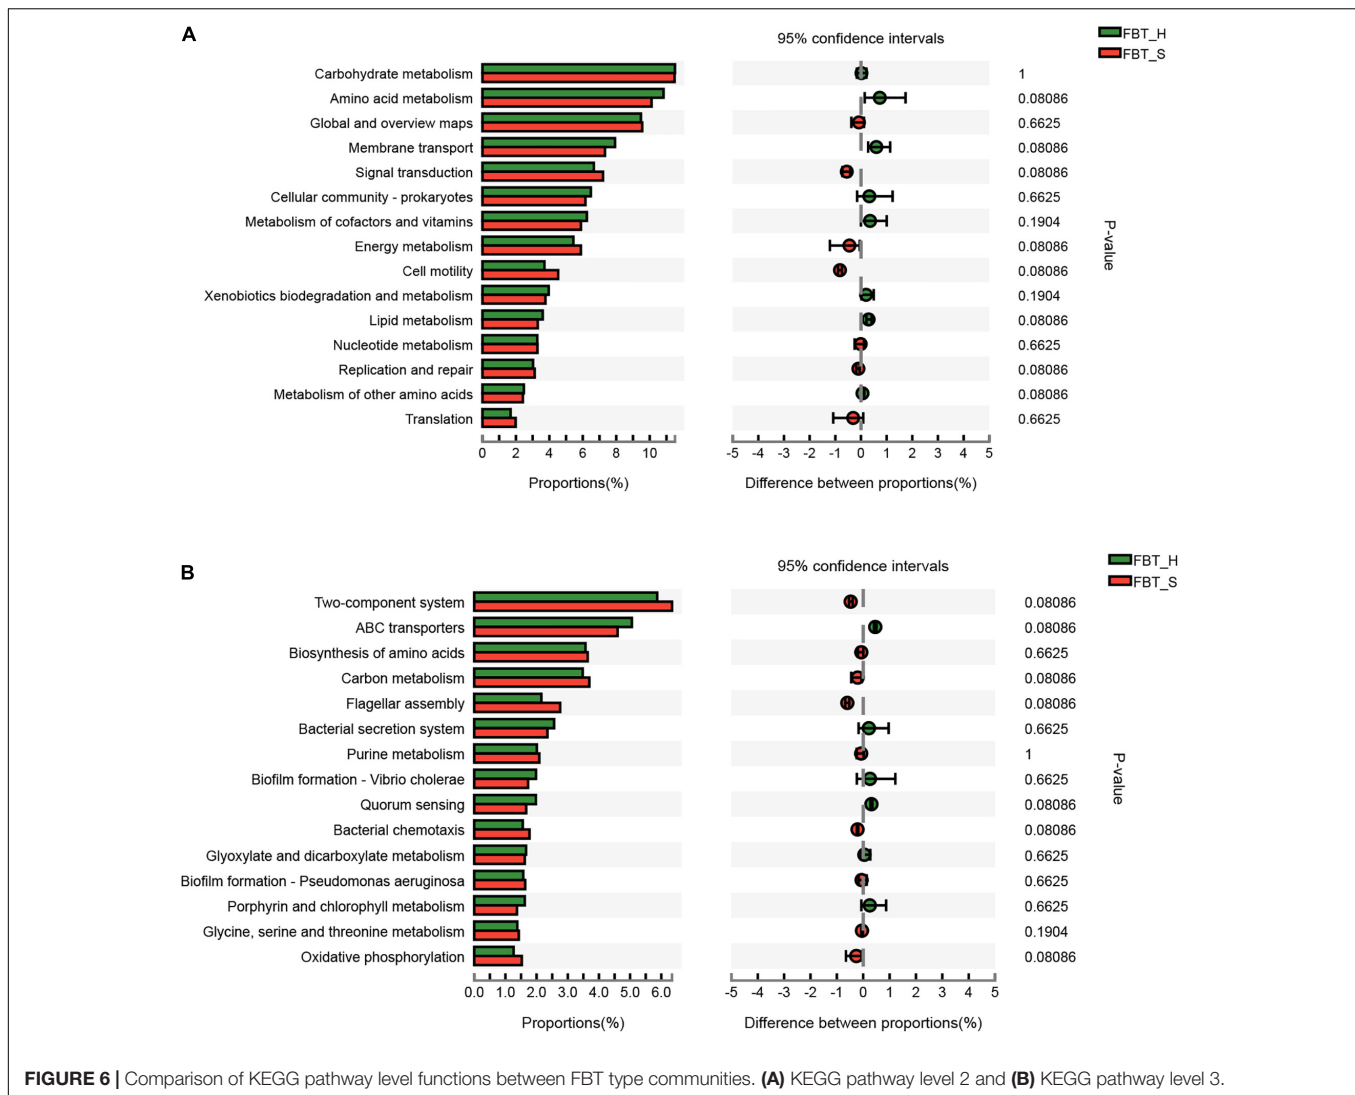 A
95% confidence intervals
FBT_H
FBT_S
Carbohydrate metabolism 1
Amino acid metabolism 0.08086
Global and overview maps 0.6625
Membrane transport 0.08086
Signal transduction 0.08086
Cellular community - prokaryotes 0.6625
Metabolism of cofactors and vitamins 0.1904
Energy metabolism 0.08086
Cell motility 0.08086
Xenobiotics biodegradation and metabolism 0.1904
Lipid metabolism 0.08086
Nucleotide metabolism 0.6625
Replication and repair 0.08086
Metabolism of other amino acids 0.08086
Translation 0.6625
P-value
0 2 4 6 8 10 -5 -4 -3 -2 -1 0 1 2 3 4 5
Proportions(%) Difference between proportions(%)
B
95% confidence intervals
FBT_H
FBT_S
Two-component system 0.08086
ABC transporters 0.08086
Biosynthesis of amino acids 0.6625
Carbon metabolism 0.08086
Flagellar assembly 0.08086
Bacterial secretion system 0.6625
Purine metabolism 1
Biofilm formation - Vibrio cholerae 0.6625
Quorum sensing 0.08086
Bacterial chemotaxis 0.08086
Glyoxylate and dicarboxylate metabolism 0.6625
Biofilm formation - Pseudomonas aeruginosa 0.6625
Porphyrin and chlorophyll metabolism 0.6625
Glycine, serine and threonine metabolism 0.1904
Oxidative phosphorylation 0.08086
P-value
0.0 1.0 2.0 3.0 4.0 5.0 6.0 -5 -4 -3 -2 -1 0 1 2 3 4 5
Proportions(%) Difference between proportions(%)
FIGURE 6 | Comparison of KEGG pathway level functions between FBT type communities. (A) KEGG pathway level 2 and (B) KEGG pathway level 3.